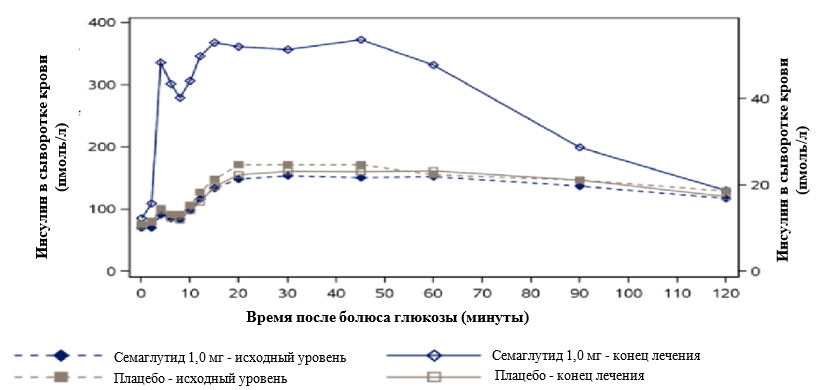 400
300
200
100
0
Инсулин в сыворотке крови
(пмоль/л)
40
20
0
Инсулин в сыворотке крови
(пмоль/л)
0 10 20 30 40 50 60 70 80 90 100 110 120
Время после болюса глюкозы (минуты)
Семаглутид 1,0 мг - исходный уровень
Семаглутид 1,0 мг - конец лечения
Плацебо - исходный уровень
Плацебо - конец лечения